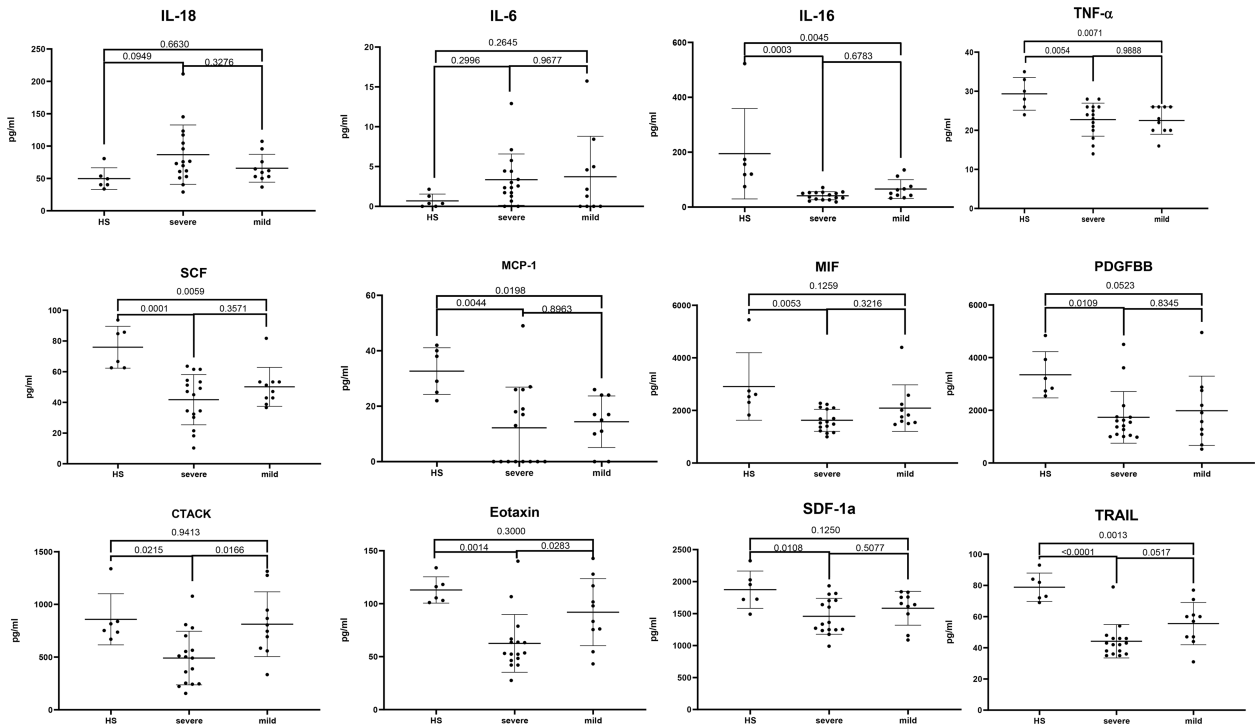 IL-18
0.6630
0.0949
0.3276
250
200
150
100
50
0
pg/ml
HS
severe
mild
IL-6
0.2645
0.2996
0.9677
20
15
10
5
0
pg/ml
HS
severe
mild
IL-16
0.0045
0.0003
0.6783
600
400
200
0
pg/ml
HS
severe
mild
TNF-α
0.0071
0.0054
0.9888
40
30
20
10
0
pg/ml
HS
severe
mild
SCF
0.0059
0.0001
0.3571
100
80
60
40
20
0
pg/ml
HS
severe
mild
MCP-1
0.0198
0.0044
0.8963
60
40
20
0
pg/ml
HS
severe
mild
MIF
0.1259
0.0053
0.3216
6000
4000
2000
0
pg/ml
HS
severe
mild
PDGFBB
0.0523
0.0109
0.8345
6000
4000
2000
0
pg/ml
HS
severe
mild
CTACK
0.9413
0.0215
0.0166
1500
1000
500
0
pg/ml
HS
severe
mild
Eotaxin
0.3000
0.0014
0.0283
150
100
50
0
pg/ml
HS
severe
mild
SDF-1a
0.1250
0.0108
0.5077
2500
2000
1500
1000
500
0
pg/ml
HS
severe
mild
TRAIL
0.0013
<0.0001
0.0517
100
80
60
40
20
0
pg/ml
HS
severe
mild